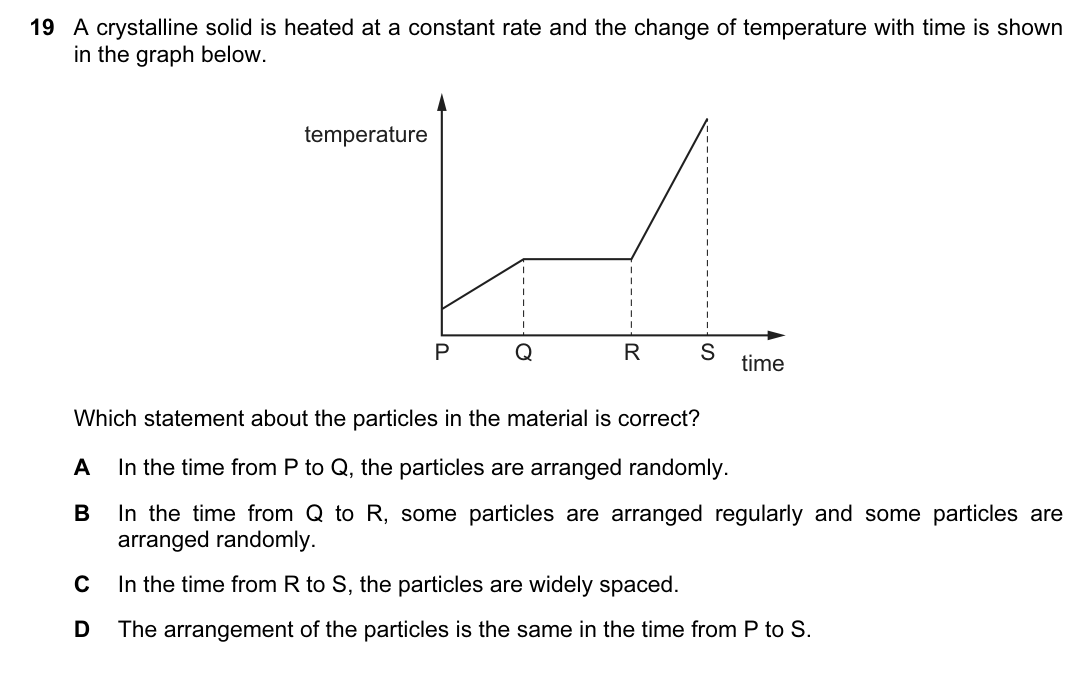 19 A crystalline solid is heated at a constant rate and the change of temperature with time is shown
in the graph below.
temperature
P Q R S time
Which statement about the particles in the material is correct?
A In the time from P to Q, the particles are arranged randomly.
B In the time from Q to R, some particles are arranged regularly and some particles are
arranged randomly.
C In the time from R to S, the particles are widely spaced.
D The arrangement of the particles is the same in the time from P to S.